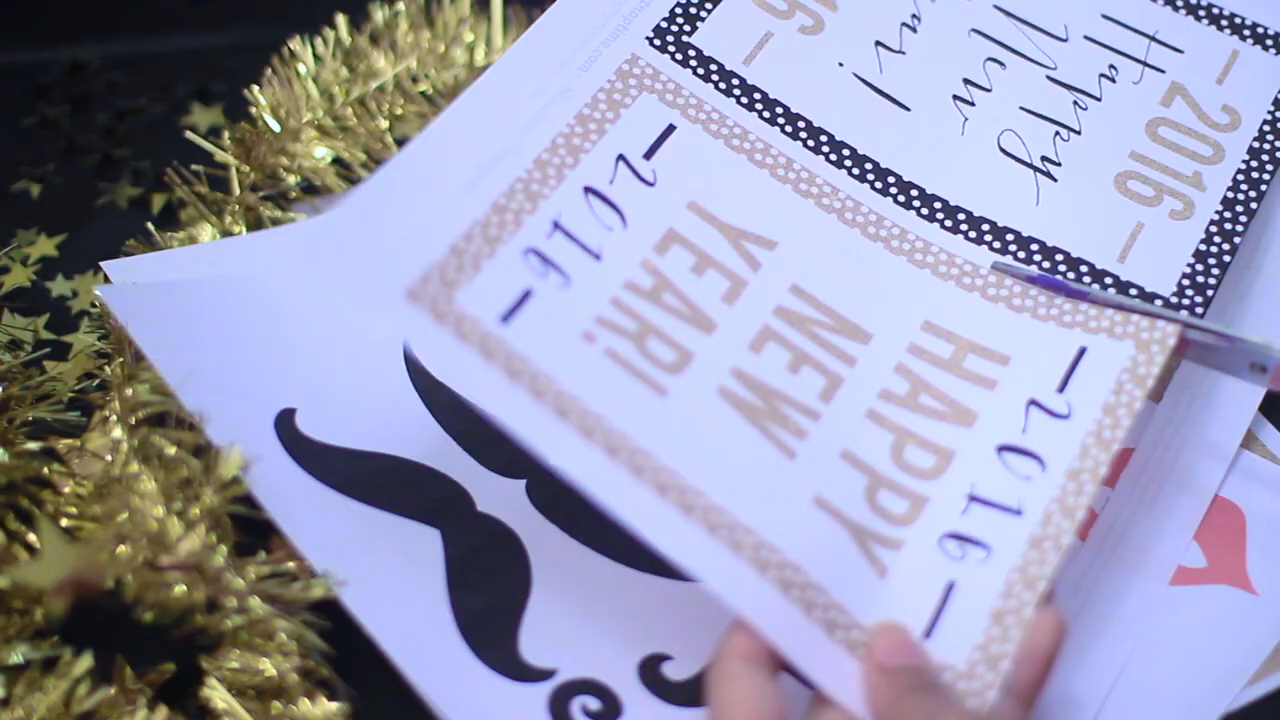 -2016-
Happy
New
-2016-
HAPPY
NEW
YEAR!
-2016-